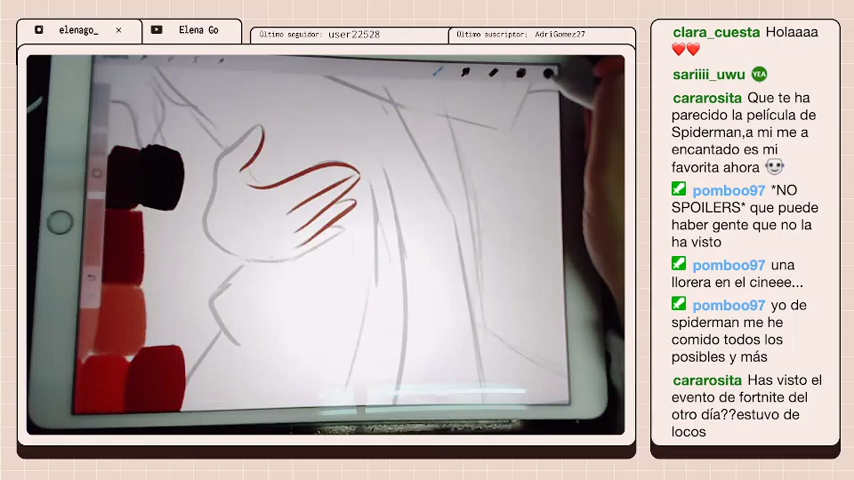 elenago_ ×
Elena Go
Último seguidor: user22528
Último suscriptor: AdriGomez27
clara_cuesta Holaaaa
sariiii_uwu YEA
cararosita Que te ha
parecido la película de
Spiderman,a mi me a
encantado es mi
favorita ahora
pomboo97 *NO
SPOILERS* que puede
haber gente que no la
ha visto
pomboo97 una
llorera en el cineee...
pomboo97 yo de
spiderman me he
comido todos los
posibles y más
cararosita Has visto el
evento de fortnite del
otro día??estuvo de
locos